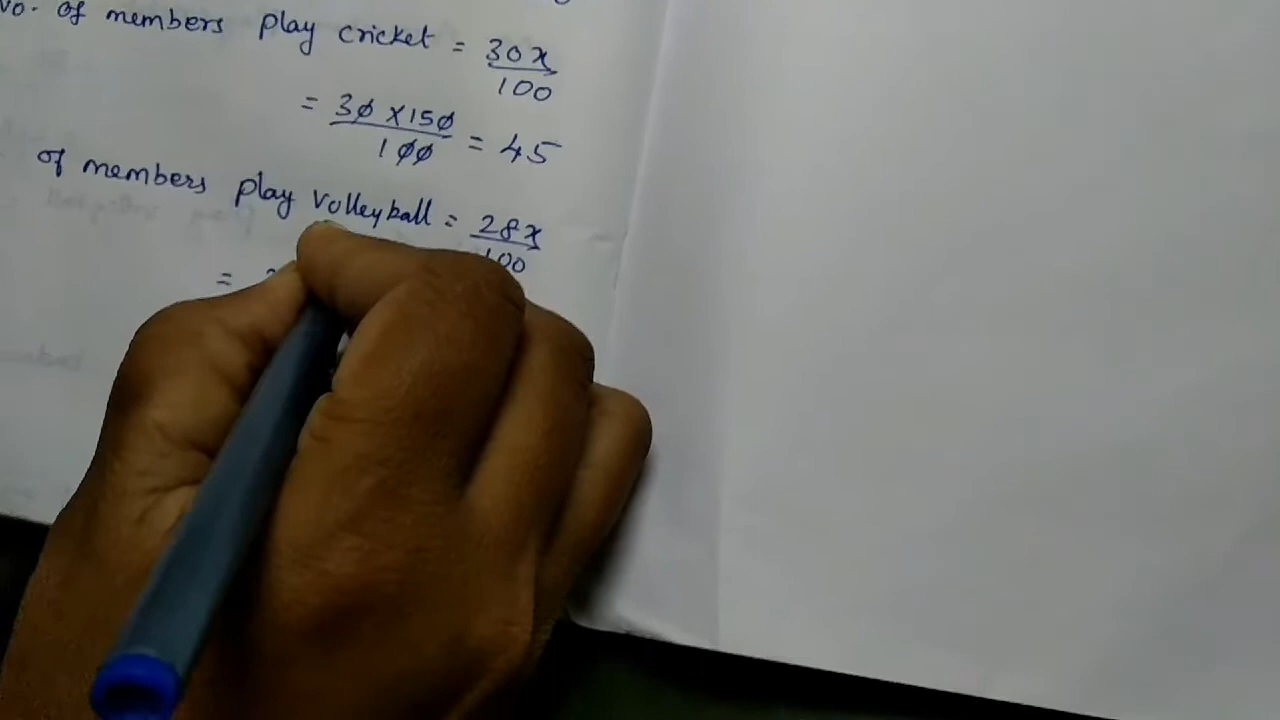 No. of members play cricket = 30x/100
= 30 x 150/100 = 45
of members play volleyball = 28x/100
=